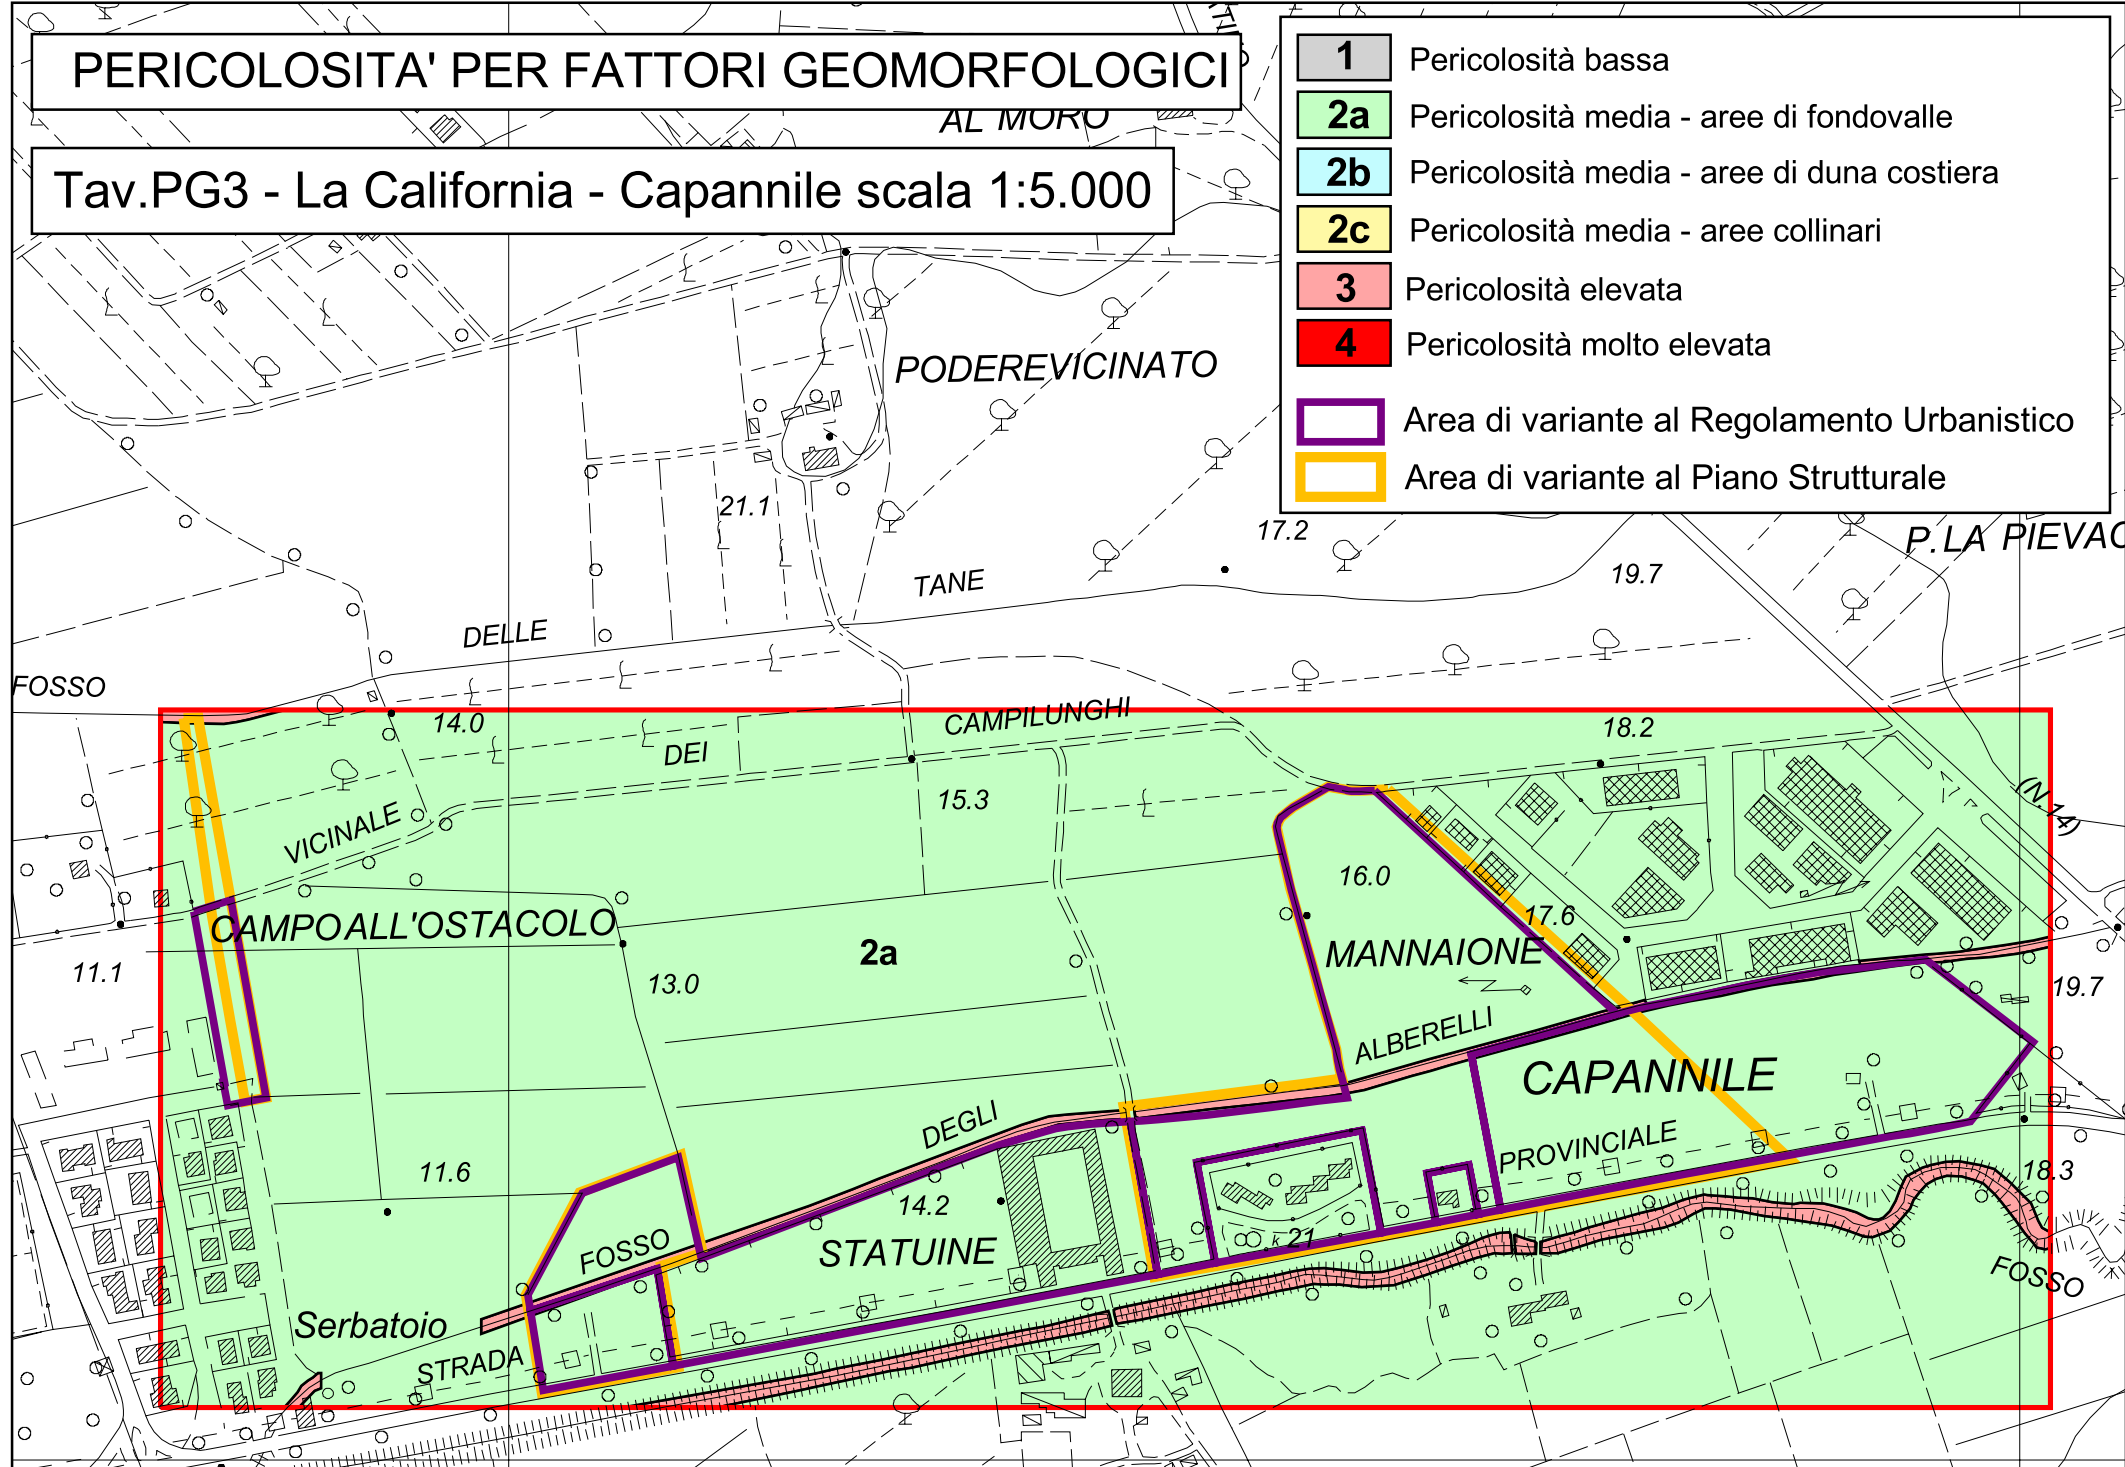 PERICOLOSITA' PER FATTORI GEOMORFOLOGICI
Tav.PG3 - La California - Capannile scala 1:5.000
1 Pericolosità bassa
2a Pericolosità media - aree di fondovalle
2b Pericolosità media - aree di duna costiera
2c Pericolosità media - aree collinari
3 Pericolosità elevata
4 Pericolosità molto elevata
Area di variante al Regolamento Urbanistico
Area di variante al Piano Strutturale
AL MORO
PODEREVICINATO
21.1
17.2
P.LA PIEVAC
19.7
TANE
DELLE
FOSSO
14.0
CAMPILUNGHI
18.2
DEI
15.3
(N.14)
VICINALE
16.0
17.6
CAMPOALL'OSTACOLO
2a
MANNAIONE
11.1
13.0
19.7
ALBERELLI
CAPANNILE
DEGLI
PROVINCIALE
11.6
14.2
18.3
FOSSO
STATUINE
21
FOSSO
Serbatoio
STRADA